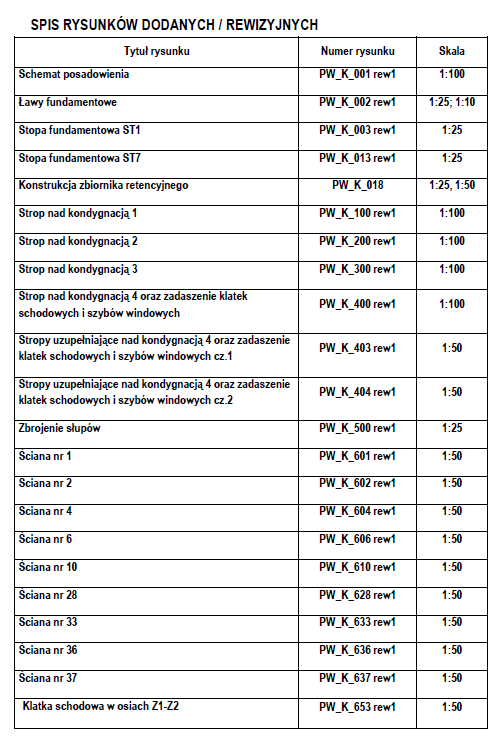 SPIS RYSUNKÓW DODANYCH / REWIZYJNYCH
Tytuł rysunku Numer rysunku Skala
Schemat posadowienia PW_K_001 rew1 1:100
Ławy fundamentowe PW_K_002 rew1 1:25; 1:10
Stopa fundamentowa ST1 PW_K_003 rew1 1:25
Stopa fundamentowa ST7 PW_K_013 rew1 1:25
Konstrukcja zbiornika retencyjnego PW_K_018 1:25, 1:50
Strop nad kondygnacją 1 PW_K_100 rew1 1:100
Strop nad kondygnacją 2 PW_K_200 rew1 1:100
Strop nad kondygnacją 3 PW_K_300 rew1 1:100
Strop nad kondygnacją 4 oraz zadaszenie klatek
schodowych i szybów windowych PW_K_400 rew1 1:100
Stropy uzupełniające nad kondygnacją 4 oraz zadaszenie
klatek schodowych i szybów windowych cz.1 PW_K_403 rew1 1:50
Stropy uzupełniające nad kondygnacją 4 oraz zadaszenie
klatek schodowych i szybów windowych cz.2 PW_K_404 rew1 1:50
Zbrojenie słupów PW_K_500 rew1 1:25
Ściana nr 1 PW_K_601 rew1 1:50
Ściana nr 2 PW_K_602 rew1 1:50
Ściana nr 4 PW_K_604 rew1 1:50
Ściana nr 6 PW_K_606 rew1 1:50
Ściana nr 10 PW_K_610 rew1 1:50
Ściana nr 28 PW_K_628 rew1 1:50
Ściana nr 33 PW_K_633 rew1 1:50
Ściana nr 36 PW_K_636 rew1 1:50
Ściana nr 37 PW_K_637 rew1 1:50
Klatka schodowa w osiach Z1-Z2 PW_K_653 rew1 1:50